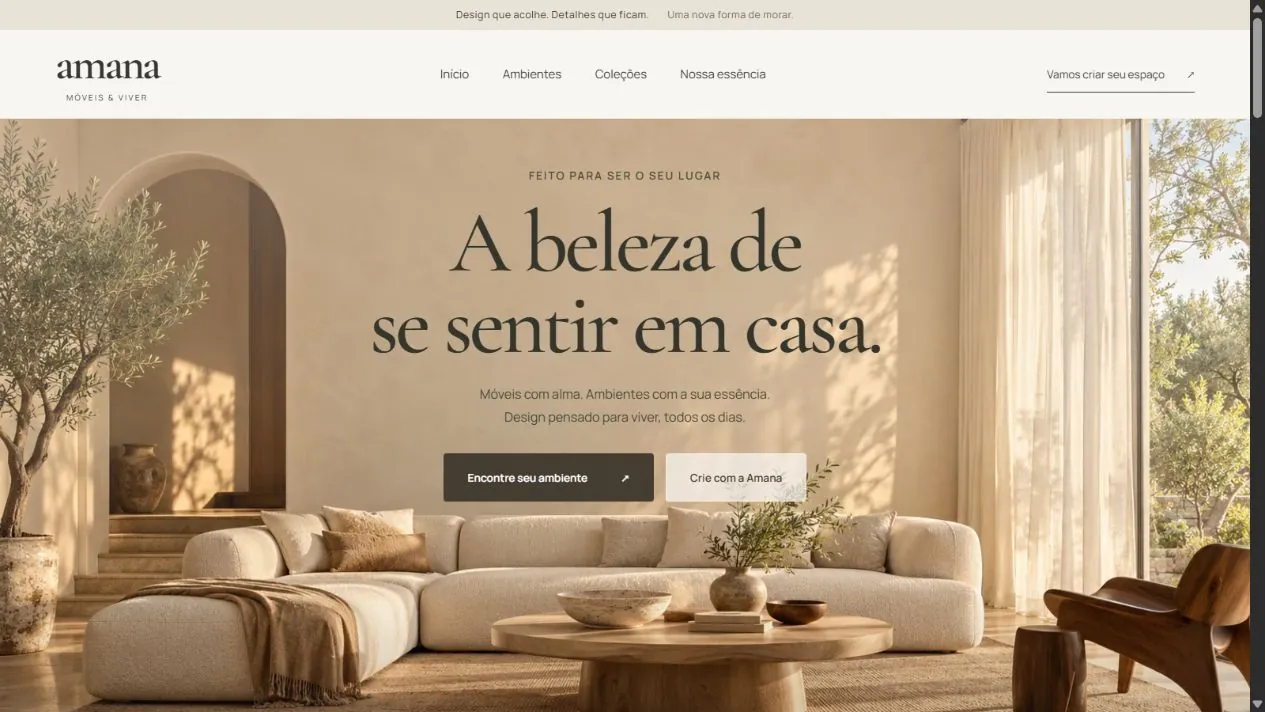 Design que acolhe. Detalhes que ficam. Uma nova forma de morar.
amana
MÓVEIS & VIVER
Início Ambientes Coleções Nossa essência
Vamos criar seu espaço ↗
FEITO PARA SER O SEU LUGAR
A beleza de
se sentir em casa.
Móveis com alma. Ambientes com a sua essência.
Design pensado para viver, todos os dias.
Encontre seu ambiente ↗
Crie com a Amana